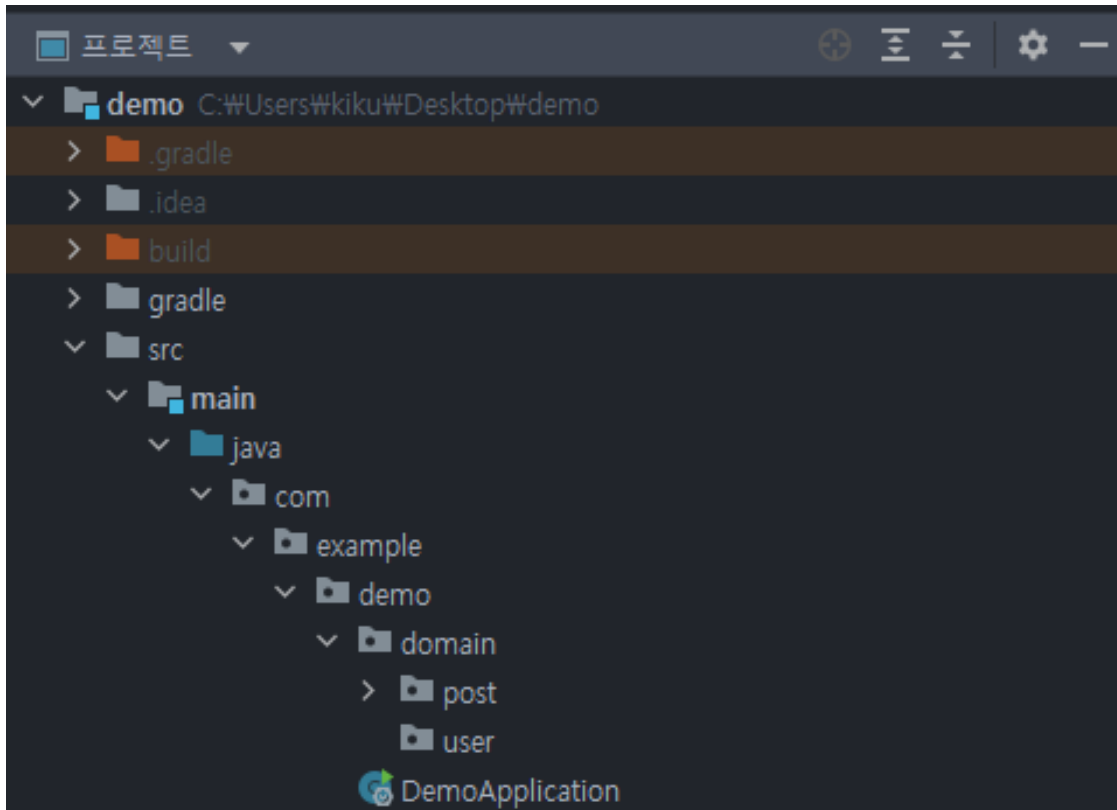 프로젝트
demo C:₩Users₩kiku₩Desktop₩demo
.gradle
.idea
build
gradle
src
main
java
com
example
demo
domain
post
user
DemoApplication